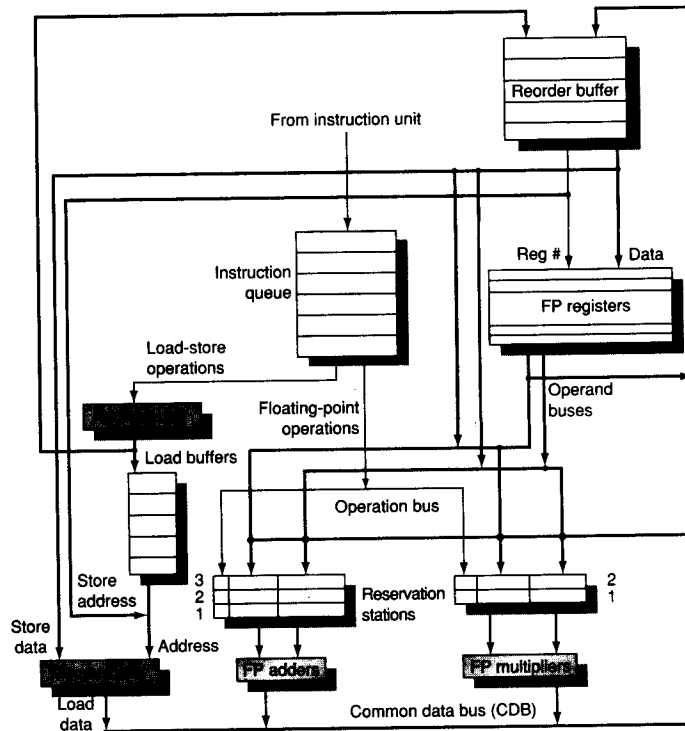 Reorder buffer
From instruction unit
Reg #
Data
Instruction
queue
FP registers
Load-store
operations
Operand
buses
Floating-point
operations
Load buffers
Operation bus
3
2
1
Reservation
stations
2
1
Store
address
Store
data
Address
FP adders
FP multipliers
Load
data
Common data bus (CDB)